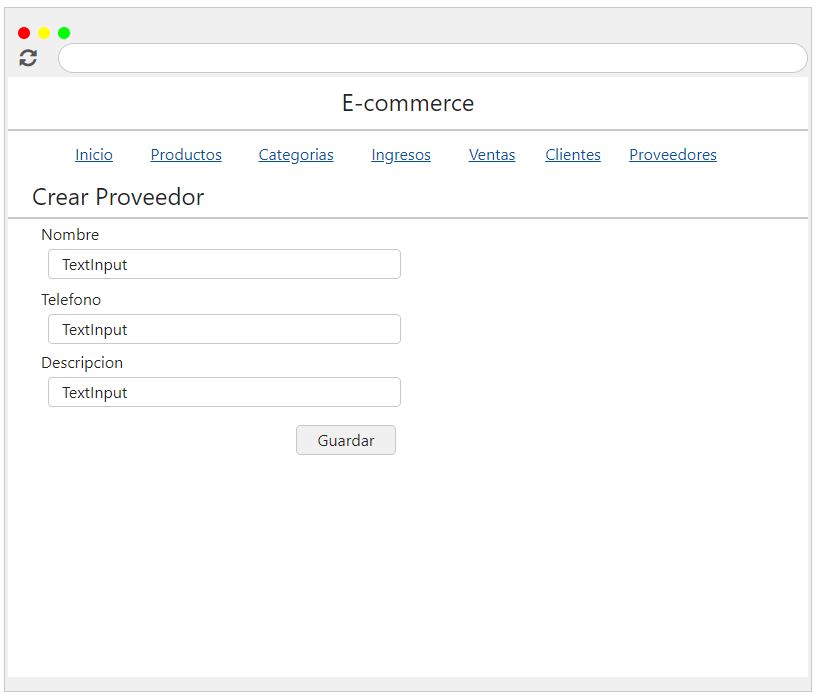 E-commerce
Inicio Productos Categorias Ingresos Ventas Clientes Proveedores
Crear Proveedor
Nombre
TextInput
Telefono
TextInput
Descripcion
TextInput
Guardar